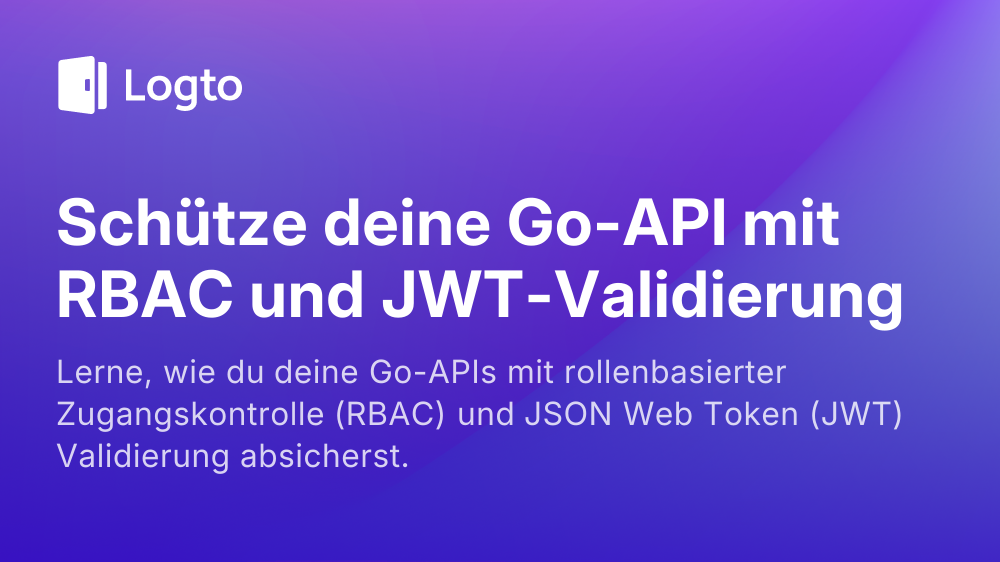 Logto
Schütze deine Go-API mit
RBAC und JWT-Validierung
Lerne, wie du deine Go-APIs mit rollenbasierter
Zugangskontrolle (RBAC) und JSON Web Token (JWT)
Validierung absicherst.